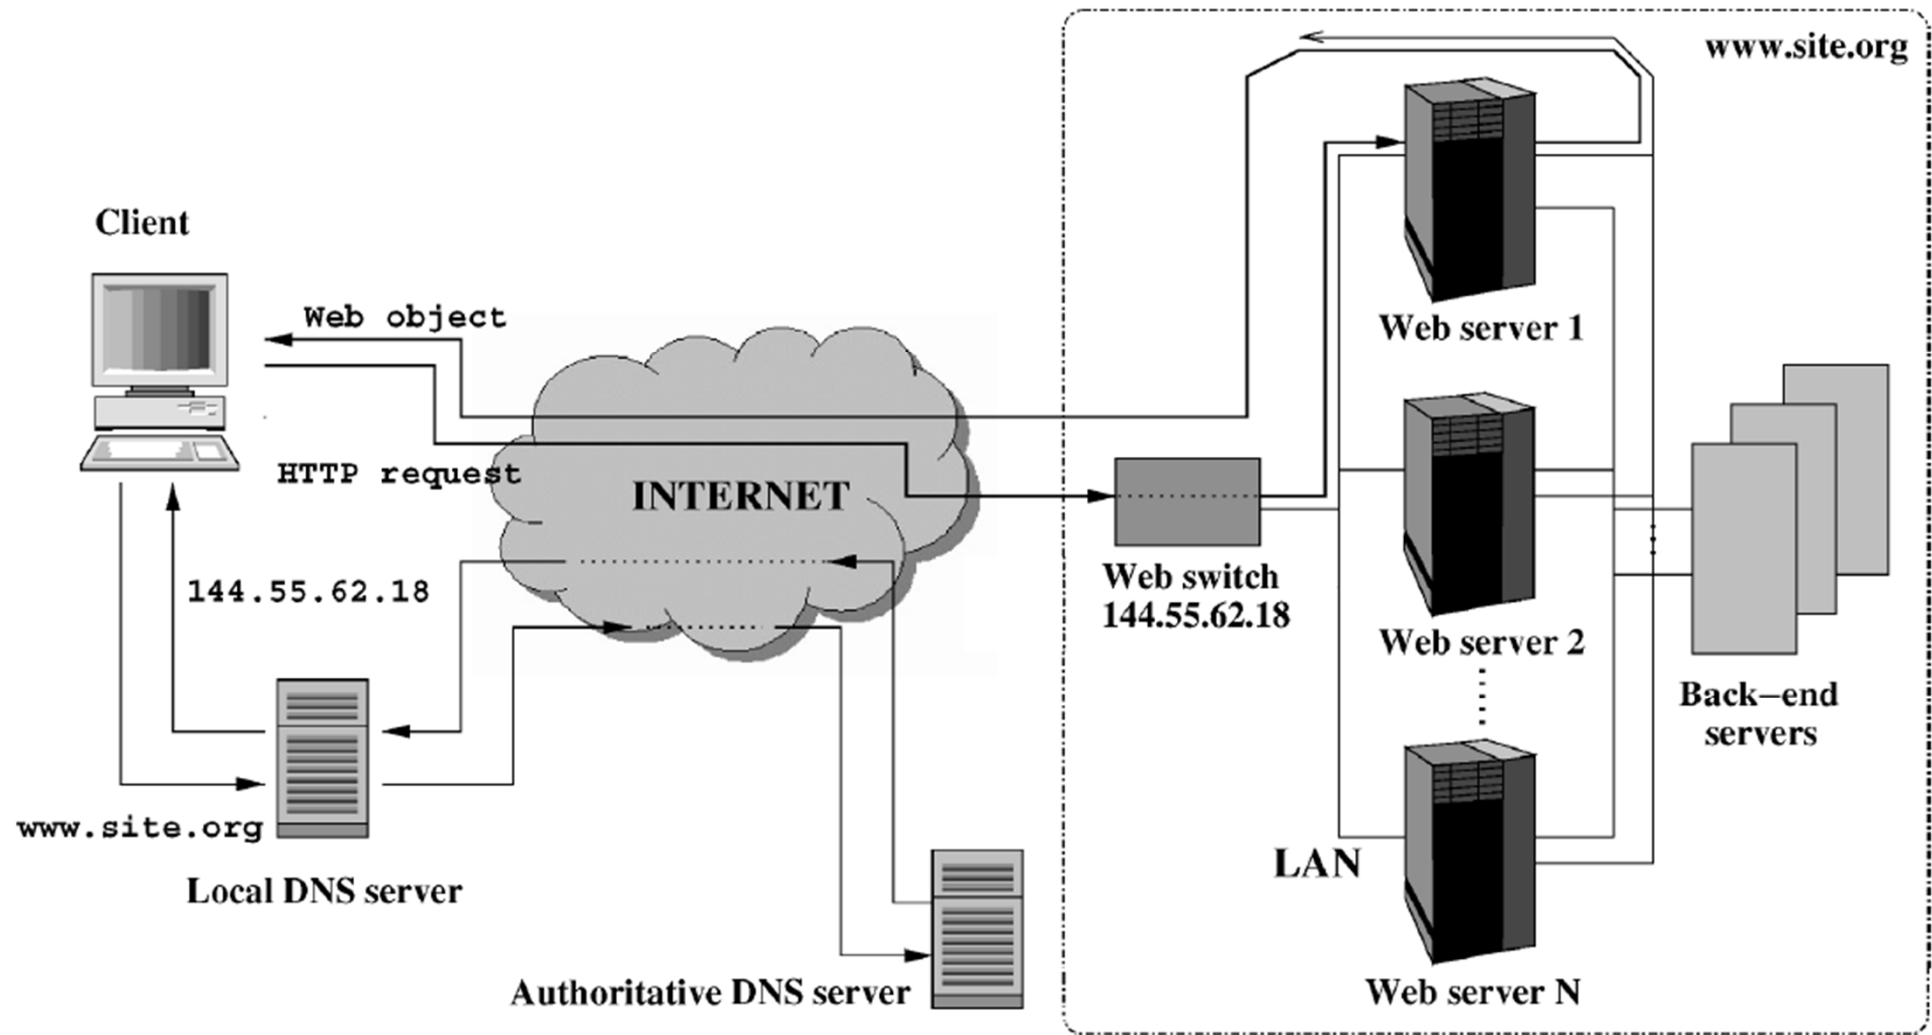 www.site.org
Client
Web object
HTTP request
INTERNET
Web server 1
Web switch
144.55.62.18
144.55.62.18
Web server 2
Back–end
servers
www.site.org
Local DNS server
LAN
Authoritative DNS server
Web server N